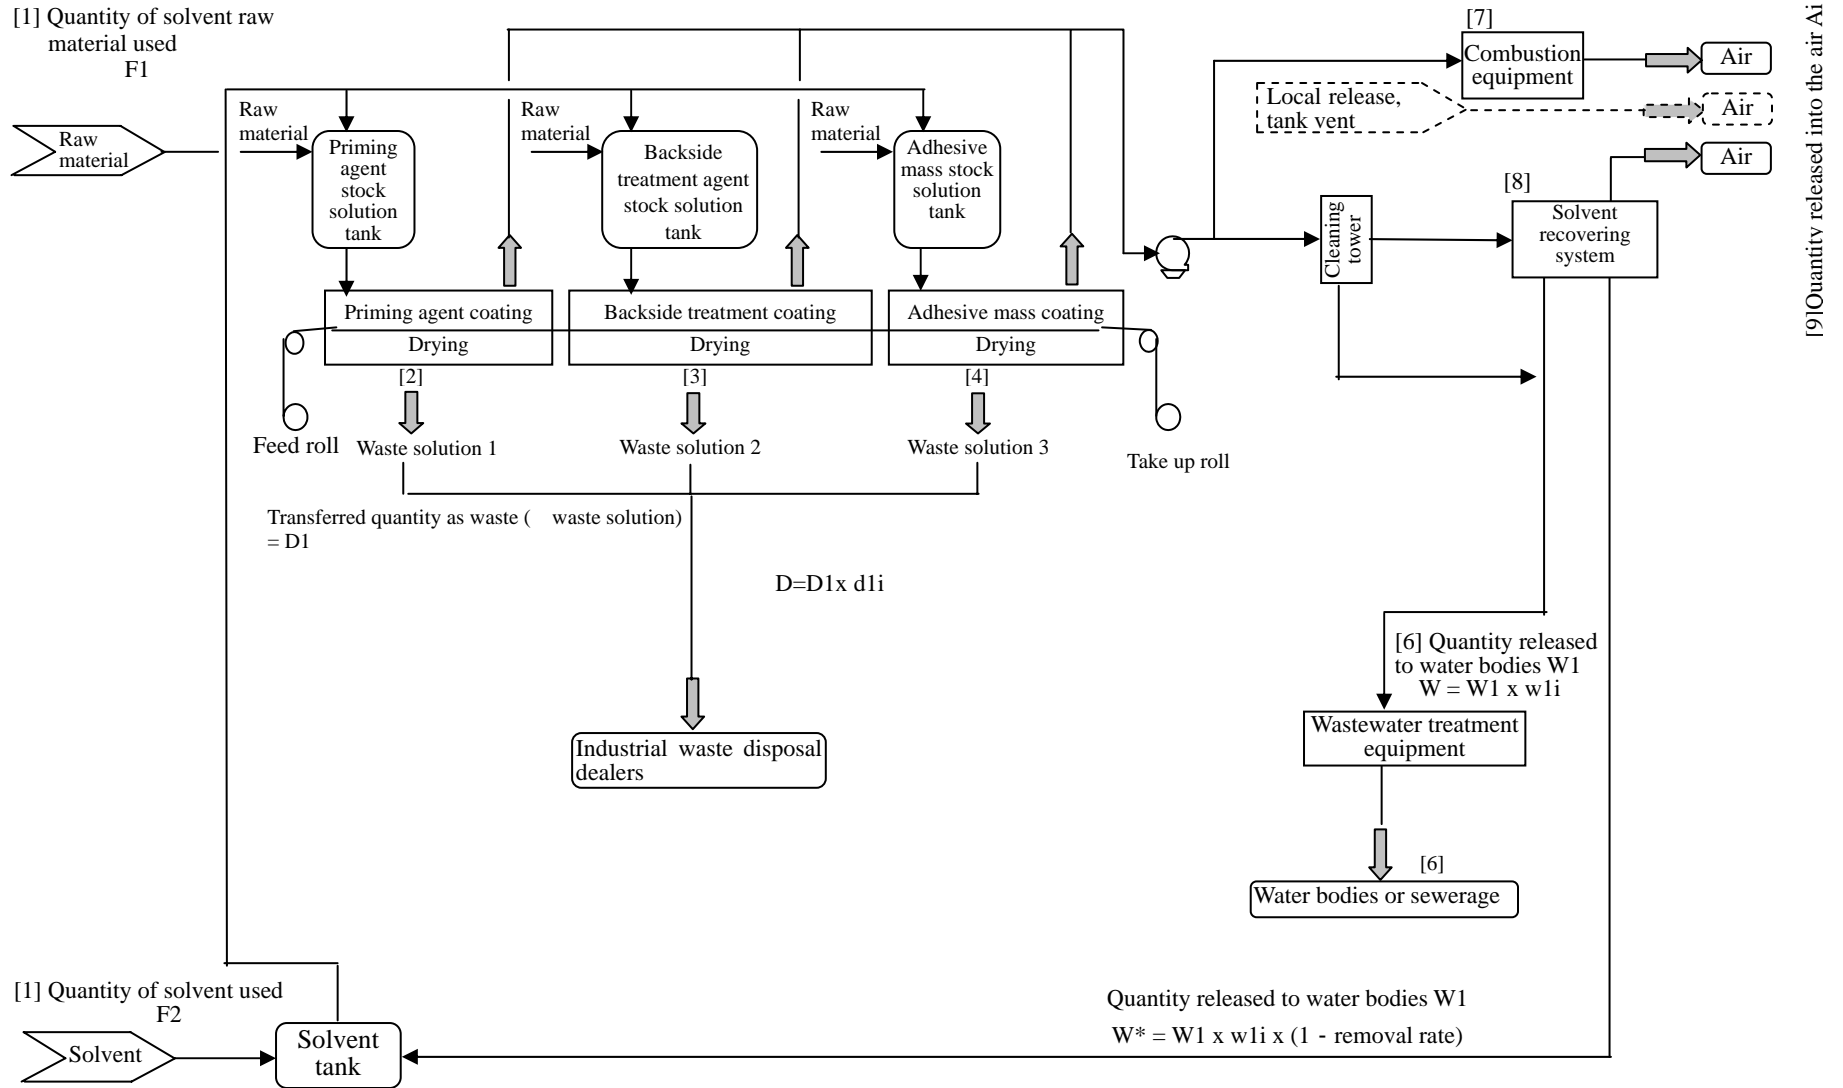 [1] Quantity of solvent raw
material used
F1
Raw
material
Raw
material
Priming
agent
stock
solution
tank
Raw
material
Backside
treatment agent
stock solution
tank
Raw
material
Adhesive
mass stock
solution
tank
Priming agent coating
Drying
Backside treatment coating
Drying
Adhesive mass coating
Drying
[2]
[3]
[4]
Feed roll
Waste solution 1
Waste solution 2
Waste solution 3
Take up roll
Transferred quantity as waste ( waste solution)
= D1
D=D1x d1i
Industrial waste disposal
dealers
[7]
Combustion
equipment
Air
Local release,
tank vent
Air
Air
[8]
Cleaning
tower
Solvent
recovering
system
[9]Quantity released into the air Ai
[6] Quantity released
to water bodies W1
W = W1 x w1i
Wastewater treatment
equipment
[6]
Water bodies or sewerage
[1] Quantity of solvent used
F2
Solvent
Solvent
tank
Quantity released to water bodies W1
W* = W1 x w1i x (1 - removal rate)